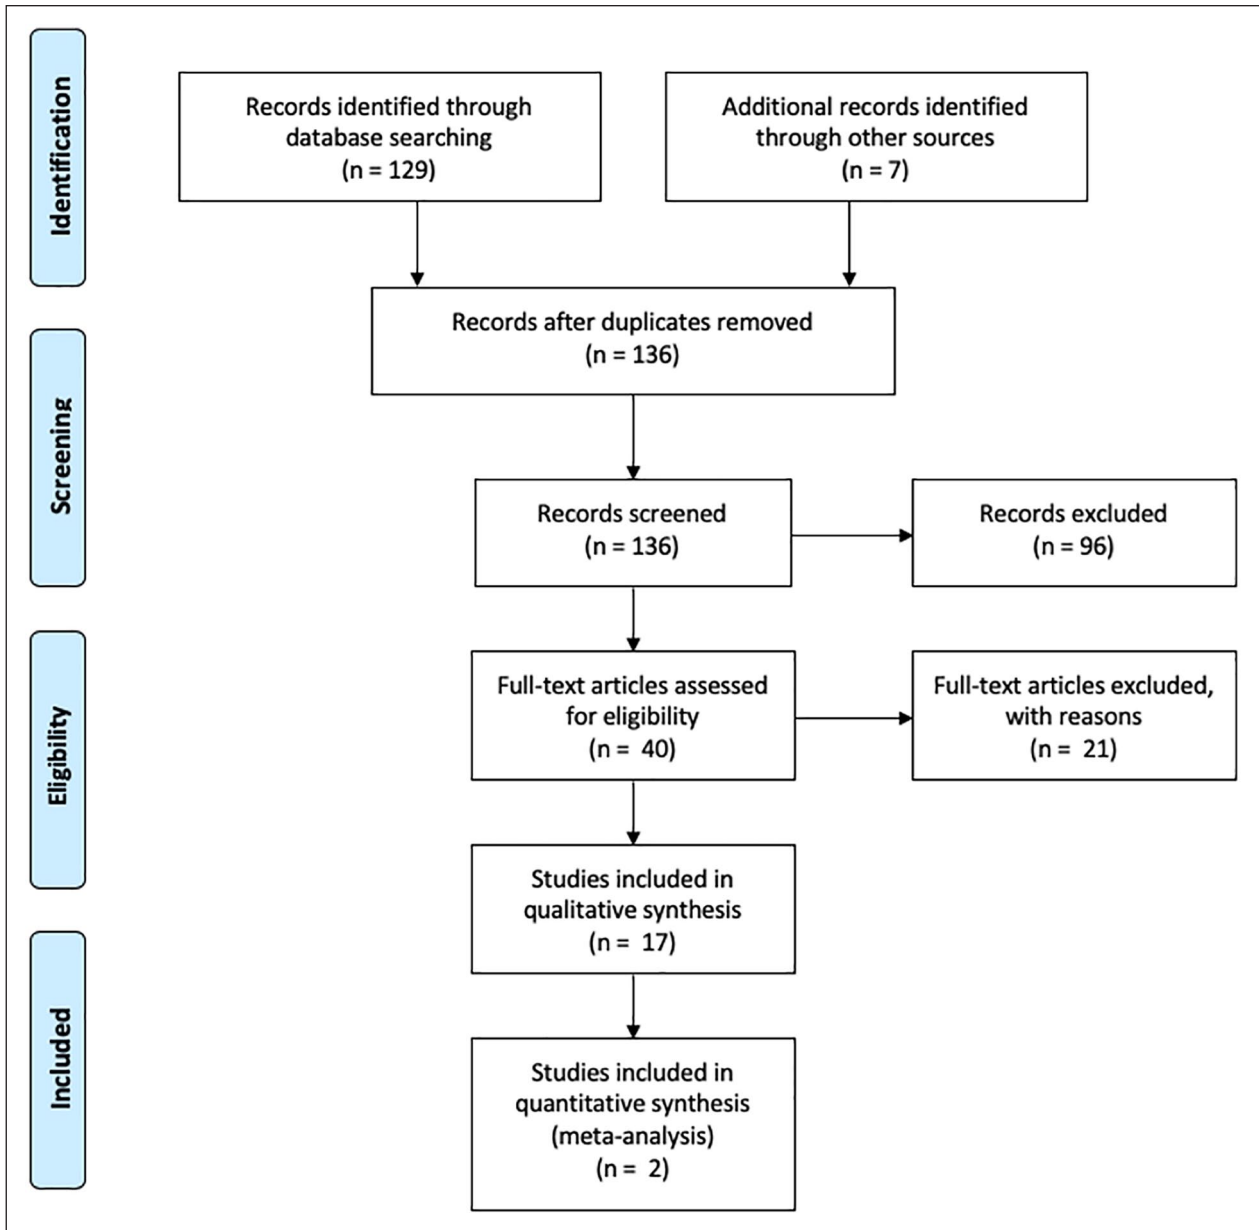 Identification
Records identified through
database searching
(n = 129)
Additional records identified
through other sources
(n = 7)
Records after duplicates removed
(n = 136)
Screening
Records screened
(n = 136)
Records excluded
(n = 96)
Eligibility
Full-text articles assessed
for eligibility
(n = 40)
Full-text articles excluded,
with reasons
(n = 21)
Studies included in
qualitative synthesis
(n = 17)
Included
Studies included in
quantitative synthesis
(meta-analysis)
(n = 2)